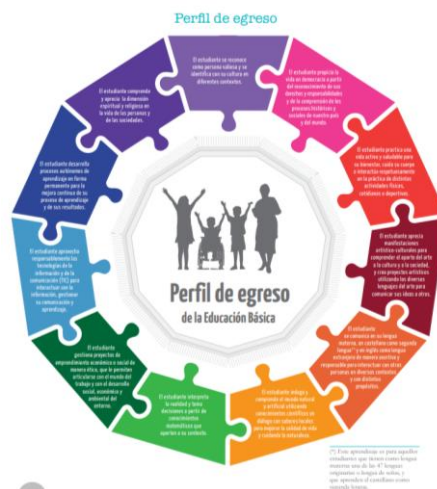 Perfil de egreso
El estudiante se reconoce
como persona valiosa y se
identifica con su cultura en
diferentes contextos.
El estudiante propicia la
vida en democracia a partir
del reconocimiento de sus
derechos y responsabilidades
y de la comprensión de los
procesos históricos y
sociales de nuestro país
y del mundo.
El estudiante practica una
vida activa y saludable para
su bienestar, cuida su cuerpo
e interactúa respetuosamente
en la práctica de distintas
actividades físicas,
cotidianas o deportivas.
El estudiante aprecia
manifestaciones
artístico-culturales para
comprender el aporte del arte
a la cultura y a la sociedad,
y crea proyectos artísticos
utilizando los diversos
lenguajes del arte para
comunicar sus ideas a otros.
El estudiante
se comunica en su lengua
materna, en castellano como segunda
lengua* y en inglés como lengua
extranjera de manera asertiva y
responsable para interactuar con otras
personas en diversos contextos
y con distintos
propósitos.
El estudiante indaga y
comprende el mundo natural
y artificial utilizando
conocimientos científicos en
diálogo con saberes locales
para mejorar la calidad de vida
y cuidando la naturaleza.
El estudiante interpreta
la realidad y toma
decisiones a partir de
conocimientos
matemáticos que
aporten a su contexto.
El estudiante
gestiona proyectos de
emprendimiento económico o social de
manera ética, que le permiten
articularse con el mundo del
trabajo y con el desarrollo
social, económico y
ambiental del
entorno.
El estudiante aprovecha
responsablemente las
tecnologías de la
información y de la
comunicación (TIC) para
interactuar con la
información, gestionar
su comunicación y
aprendizaje.
El estudiante desarrolla
procesos autónomos de
aprendizaje en forma
permanente para la
mejora continua de su
proceso de aprendizaje
y de sus resultados.
El estudiante comprende
y aprecia la dimensión
espiritual y religiosa en
la vida de las personas y
de las sociedades.
Perfil de egreso
de la Educación Básica
(*) Este aprendizaje es para aquellos
estudiantes que tienen como lengua
materna una de las 47 lenguas
originarias o lengua de señas, y
que aprenden el castellano como
segunda lengua.